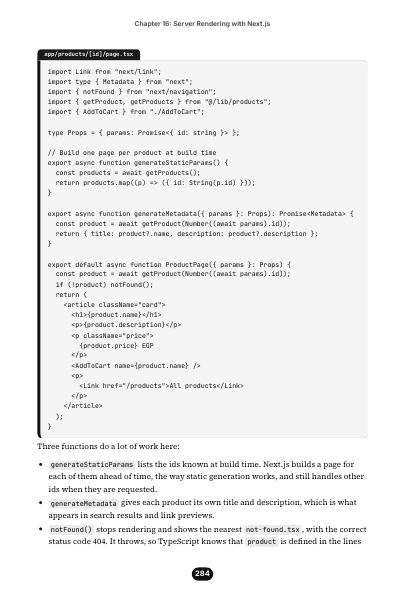 Chapter 16: Server Rendering with Next.js
app/products/[id]/page.tsx
import Link from "next/link";
import type { Metadata } from "next";
import { notFound } from "next/navigation";
import { getProduct, getProducts } from "@/lib/products";
import { AddToCart } from "./AddToCart";

type Props = { params: Promise<{ id: string }> };

// Build one page per product at build time
export async function generateStaticParams() {
  const products = await getProducts();
  return products.map((p) => ({ id: String(p.id) }));
}

export async function generateMetadata({ params }: Props): Promise<Metadata> {
  const product = await getProduct(Number((await params).id));
  return { title: product?.name, description: product?.description };
}

export default async function ProductPage({ params }: Props) {
  const product = await getProduct(Number((await params).id));
  if (!product) notFound();
  return (
    <article className="card">
      <h1>{product.name}</h1>
      <p>{product.description}</p>
      <p className="price">
        {product.price} EGP
      </p>
      <AddToCart name={product.name} />
      <p>
        <Link href="/products">All products</Link>
      </p>
    </article>
  );
}
Three functions do a lot of work here:
• generateStaticParams lists the ids known at build time. Next.js builds a page for
each of them ahead of time, the way static generation works, and still handles other
ids when they are requested.
• generateMetadata gives each product its own title and description, which is what
appears in search results and link previews.
• notFound() stops rendering and shows the nearest not-found.tsx, with the correct
status code 404. It throws, so TypeScript knows that product is defined in the lines
284